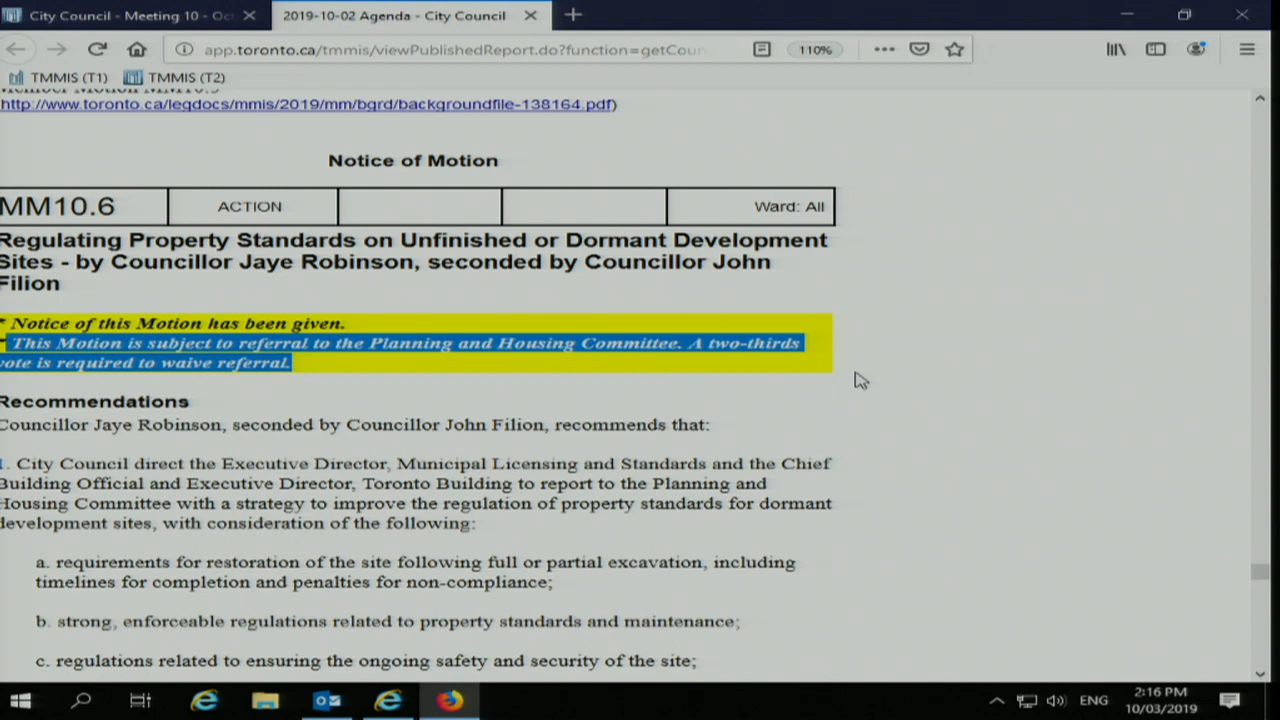 City Council - Meeting 10 - Oc
2019-10-02 Agenda - City Council
app.toronto.ca/tmmis/viewPublishedReport.do?function=getCour
110%
TMMIS (T1)
TMMIS (T2)
Member Motion MM10.5
http://www.toronto.ca/legdocs/mmis/2019/mm/bgrd/backgroundfile-138164.pdf)
Notice of Motion
MM10.6
ACTION
Ward: All
Regulating Property Standards on Unfinished or Dormant Development
Sites - by Councillor Jaye Robinson, seconded by Councillor John
Filion
* Notice of this Motion has been given.
* This Motion is subject to referral to the Planning and Housing Committee. A two-thirds
vote is required to waive referral.
Recommendations
Councillor Jaye Robinson, seconded by Councillor John Filion, recommends that:
1. City Council direct the Executive Director, Municipal Licensing and Standards and the Chief
Building Official and Executive Director, Toronto Building to report to the Planning and
Housing Committee with a strategy to improve the regulation of property standards for dormant
development sites, with consideration of the following:
a. requirements for restoration of the site following full or partial excavation, including
timelines for completion and penalties for non-compliance;
b. strong, enforceable regulations related to property standards and maintenance;
c. regulations related to ensuring the ongoing safety and security of the site;
ENG
2:16 PM
10/03/2019